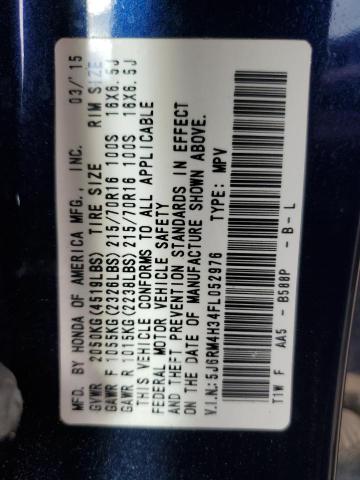 MFD. BY HONDA OF AMERICA MFG., INC. 03/'15
GVWR 2050KG(4519LBS) TIRE SIZE RIM SIZE
GAWR F 1055KG(2326LBS) 215/70R16 100S 16X6.5J
GAWR R 1015KG(2238LBS) 215/70R16 100S 16X6.5J
THIS VEHICLE CONFORMS TO ALL APPLICABLE
FEDERAL MOTOR VEHICLE SAFETY
AND THEFT PREVENTION STANDARDS IN EFFECT
ON THE DATE OF MANUFACTURE SHOWN ABOVE.
V.I.N.:5J6RM4H34FL052976 TYPE: MPV
T1W F AA5 - B588P - B - L